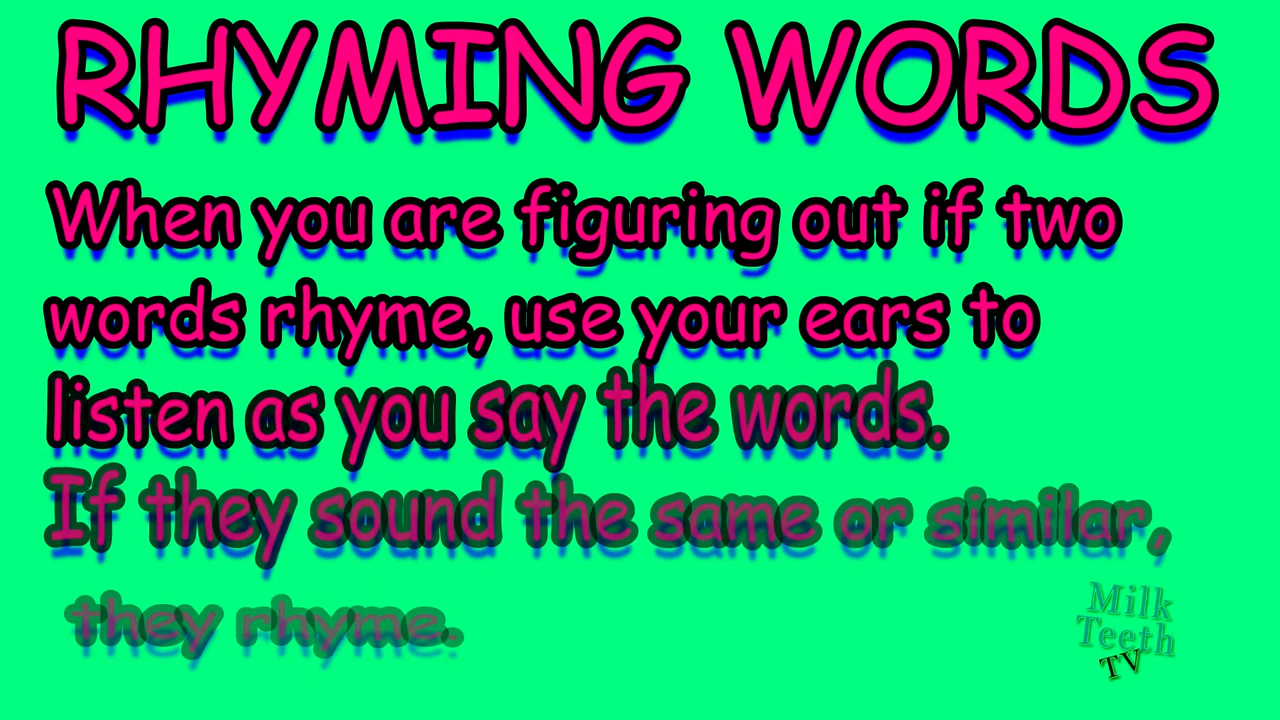 RHYMING WORDS
When you are figuring out if two
words rhyme, use your ears to
listen as you say the words.
If they sound the same or similar,
they rhyme.
Milk
Teeth
TV